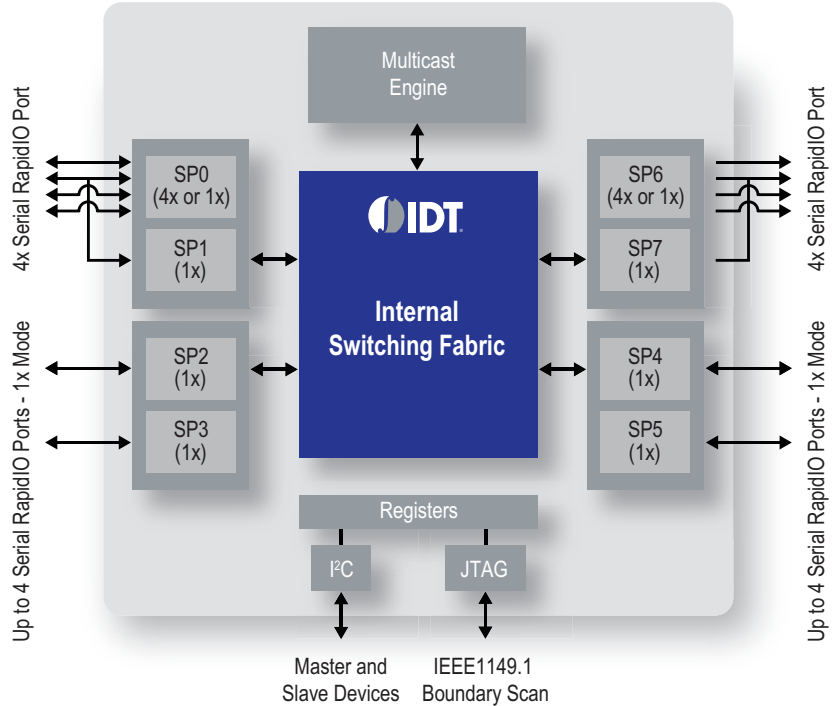 Multicast
Engine
4x Serial RapidIO Port
SP0
(4x or 1x)
SP1
(1x)
IDT
Internal
Switching Fabric
SP6
(4x or 1x)
SP7
(1x)
4x Serial RapidIO Port
Up to 4 Serial RapidIO Ports - 1x Mode
SP2
(1x)
SP3
(1x)
SP4
(1x)
SP5
(1x)
Up to 4 Serial RapidIO Ports - 1x Mode
Registers
I²C
JTAG
Master and
Slave Devices
IEEE1149.1
Boundary Scan